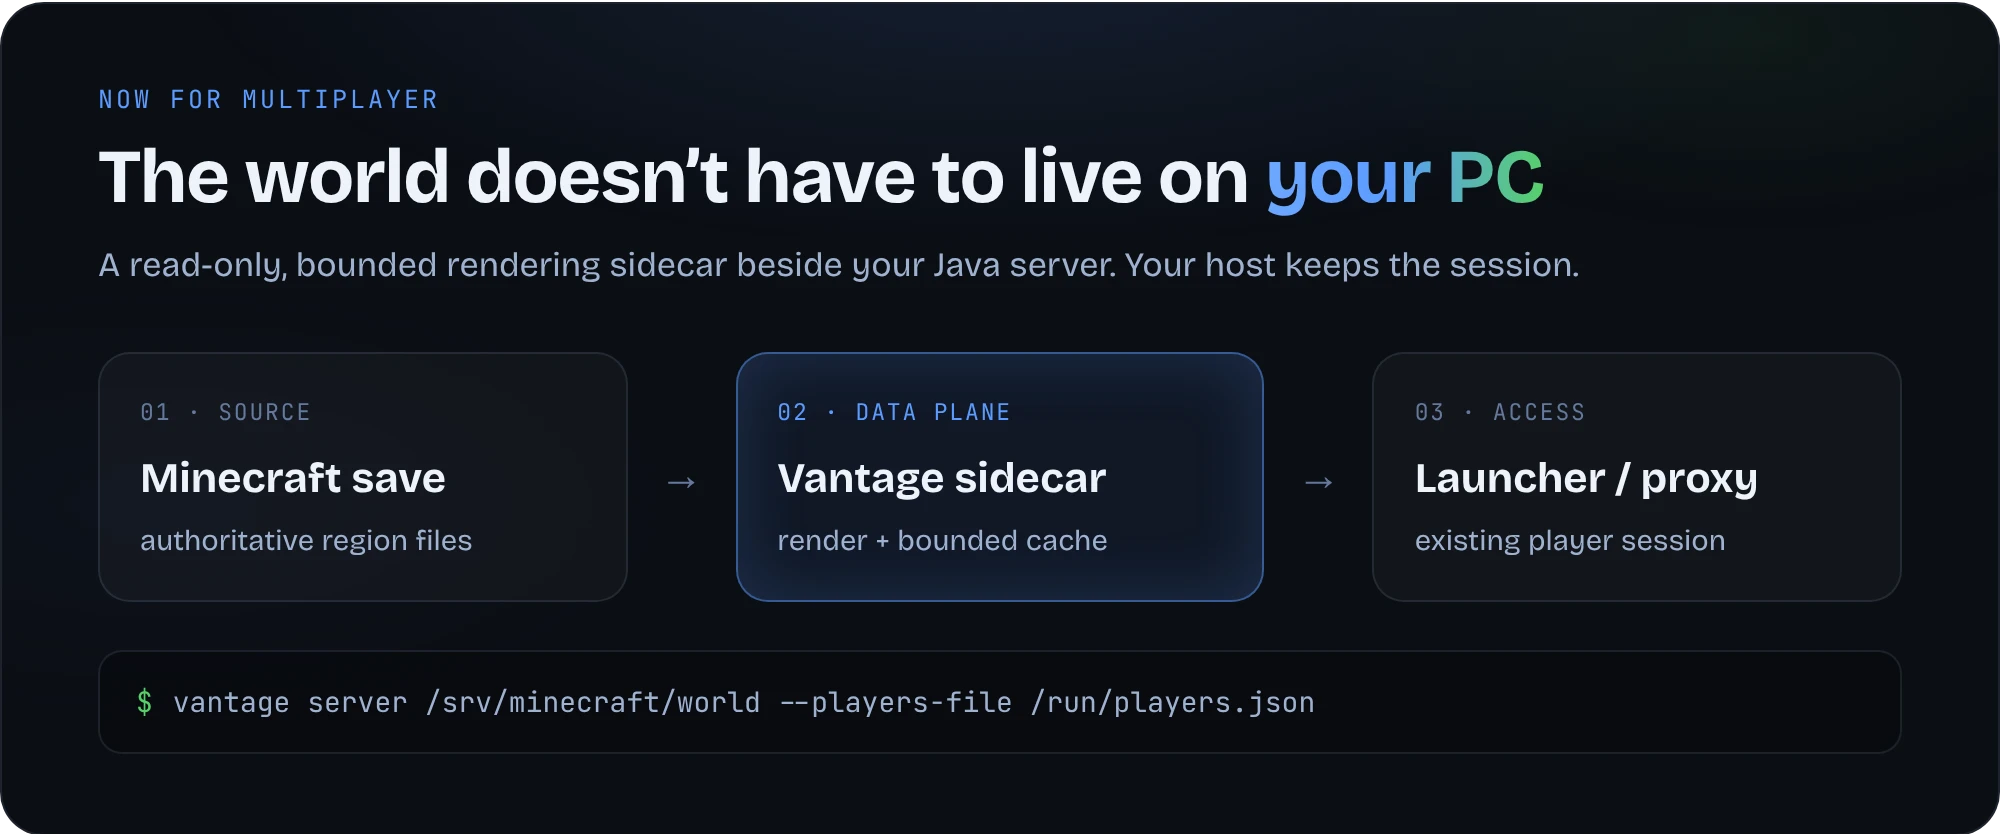 NOW FOR MULTIPLAYER
The world doesn’t have to live on your PC
A read-only, bounded rendering sidecar beside your Java server. Your host keeps the session.
01 · SOURCE
Minecraft save
authoritative region files
→
02 · DATA PLANE
Vantage sidecar
render + bounded cache
→
03 · ACCESS
Launcher / proxy
existing player session
$ vantage server /srv/minecraft/world --players-file /run/players.json